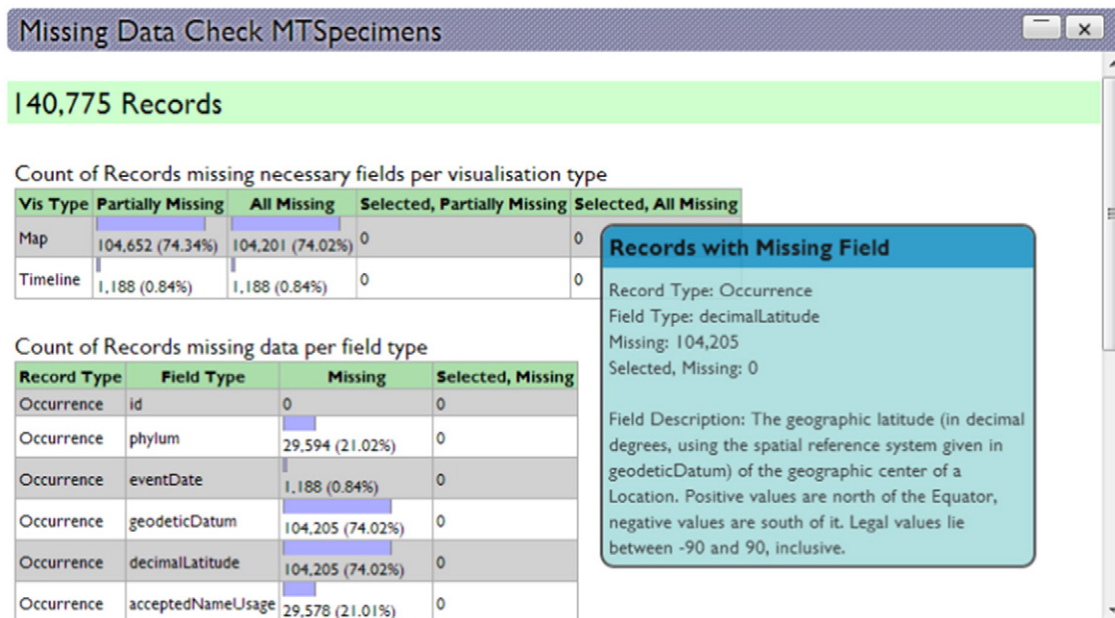 Missing Data Check MTSpecimens
140,775 Records
Count of Records missing necessary fields per visualisation type
Vis Type Partially Missing All Missing Selected, Partially Missing Selected, All Missing
Map 104,652 (74.34%) 104,201 (74.02%) 0 0
Timeline 1,188 (0.84%) 1,188 (0.84%) 0 0
Count of Records missing data per field type
Record Type Field Type Missing Selected, Missing
Occurrence id 0 0
Occurrence phylum 29,594 (21.02%) 0
Occurrence eventDate 1,188 (0.84%) 0
Occurrence geodeticDatum 104,205 (74.02%) 0
Occurrence decimalLatitude 104,205 (74.02%) 0
Occurrence acceptedNameUsage 29,578 (21.01%) 0
Records with Missing Field
Record Type: Occurrence
Field Type: decimalLatitude
Missing: 104,205
Selected, Missing: 0
Field Description: The geographic latitude (in decimal
degrees, using the spatial reference system given in
geodeticDatum) of the geographic center of a
Location. Positive values are north of the Equator,
negative values are south of it. Legal values lie
between -90 and 90, inclusive.